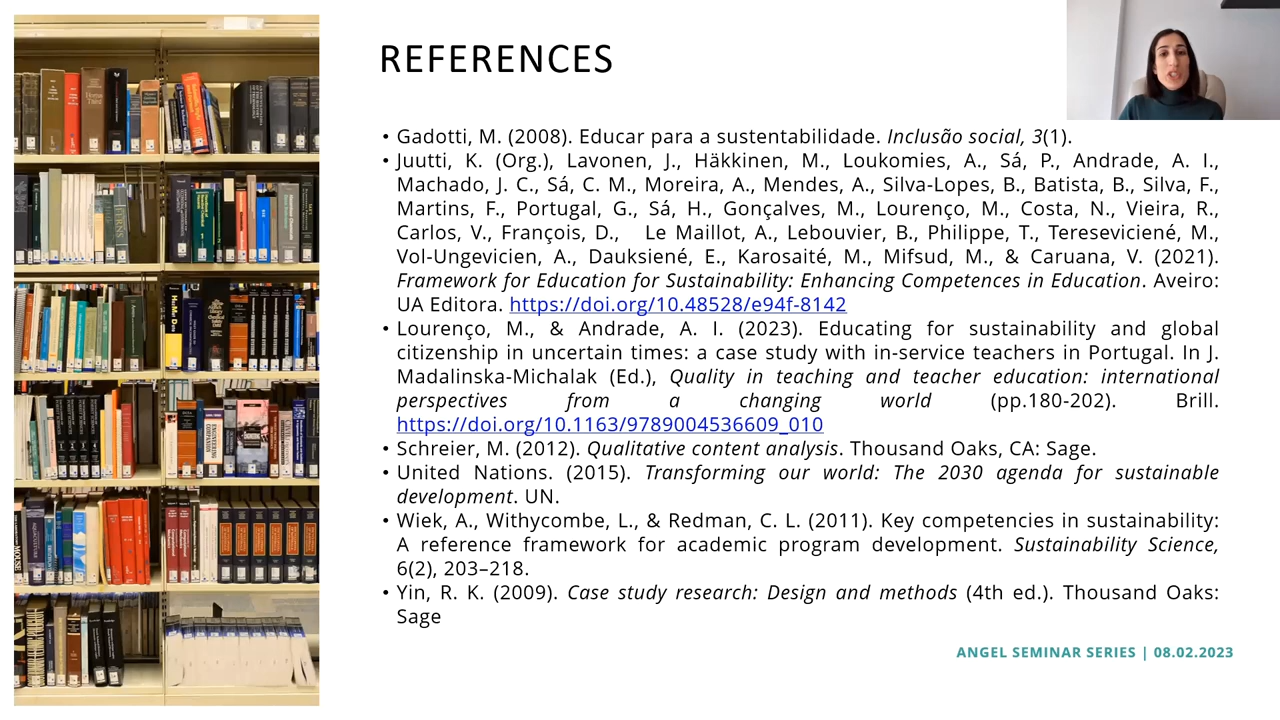 REFERENCES
• Gadotti, M. (2008). Educar para a sustentabilidade. Inclusão social, 3(1).
• Juutti, K. (Org.), Lavonen, J., Häkkinen, M., Loukomies, A., Sá, P., Andrade, A. I.,
Machado, J. C., Sá, C. M., Moreira, A., Mendes, A., Silva-Lopes, B., Batista, B., Silva, F.,
Martins, F., Portugal, G., Sá, H., Gonçalves, M., Lourenço, M., Costa, N., Vieira, R.,
Carlos, V., François, D., Le Maillot, A., Lebouvier, B., Philippe, T., Tereseviciené, M.,
Vol-Ungevicien, A., Dauksiené, E., Karosaité, M., Mifsud, M., & Caruana, V. (2021).
Framework for Education for Sustainability: Enhancing Competences in Education. Aveiro:
UA Editora. https://doi.org/10.48528/e94f-8142
• Lourenço, M., & Andrade, A. I. (2023). Educating for sustainability and global
citizenship in uncertain times: a case study with in-service teachers in Portugal. In J.
Madalinska-Michalak (Ed.), Quality in teaching and teacher education: international
perspectives from a changing world (pp.180-202). Brill.
https://doi.org/10.1163/9789004536609_010
• Schreier, M. (2012). Qualitative content analysis. Thousand Oaks, CA: Sage.
• United Nations. (2015). Transforming our world: The 2030 agenda for sustainable
development. UN.
• Wiek, A., Withycombe, L., & Redman, C. L. (2011). Key competencies in sustainability:
A reference framework for academic program development. Sustainability Science,
6(2), 203–218.
• Yin, R. K. (2009). Case study research: Design and methods (4th ed.). Thousand Oaks:
Sage
ANGEL SEMINAR SERIES | 08.02.2023